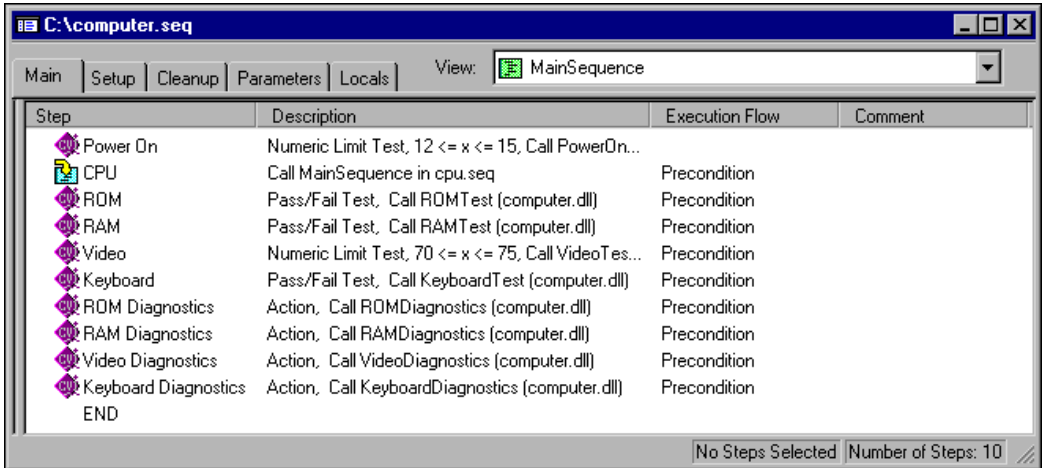 C:\computer.seq
Main Setup Cleanup Parameters Locals View: MainSequence
Step Description Execution Flow Comment
Power On Numeric Limit Test, 12 <= x <= 15, Call PowerOn...
CPU Call MainSequence in cpu.seq Precondition
ROM Pass/Fail Test, Call ROMTest (computer.dll) Precondition
RAM Pass/Fail Test, Call RAMTest (computer.dll) Precondition
Video Numeric Limit Test, 70 <= x <= 75, Call VideoTes... Precondition
Keyboard Pass/Fail Test, Call KeyboardTest (computer.dll) Precondition
ROM Diagnostics Action, Call ROMDiagnostics (computer.dll) Precondition
RAM Diagnostics Action, Call RAMDiagnostics (computer.dll) Precondition
Video Diagnostics Action, Call VideoDiagnostics (computer.dll) Precondition
Keyboard Diagnostics Action, Call KeyboardDiagnostics (computer.dll) Precondition
END
No Steps Selected Number of Steps: 10